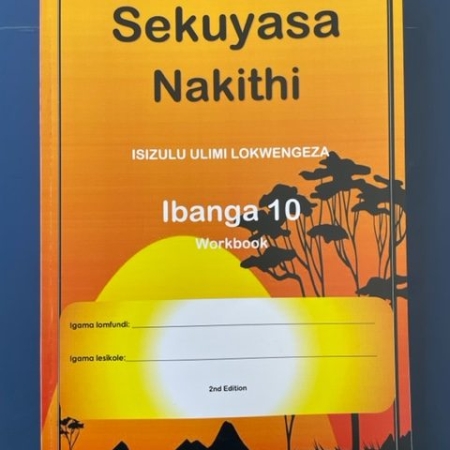 Sekuyasa
Nakithi
ISIZULU ULIMI LOKWENGEZA
Ibanga 10
Workbook
Igama lomfundi:
Igama lesikole:
2nd Edition